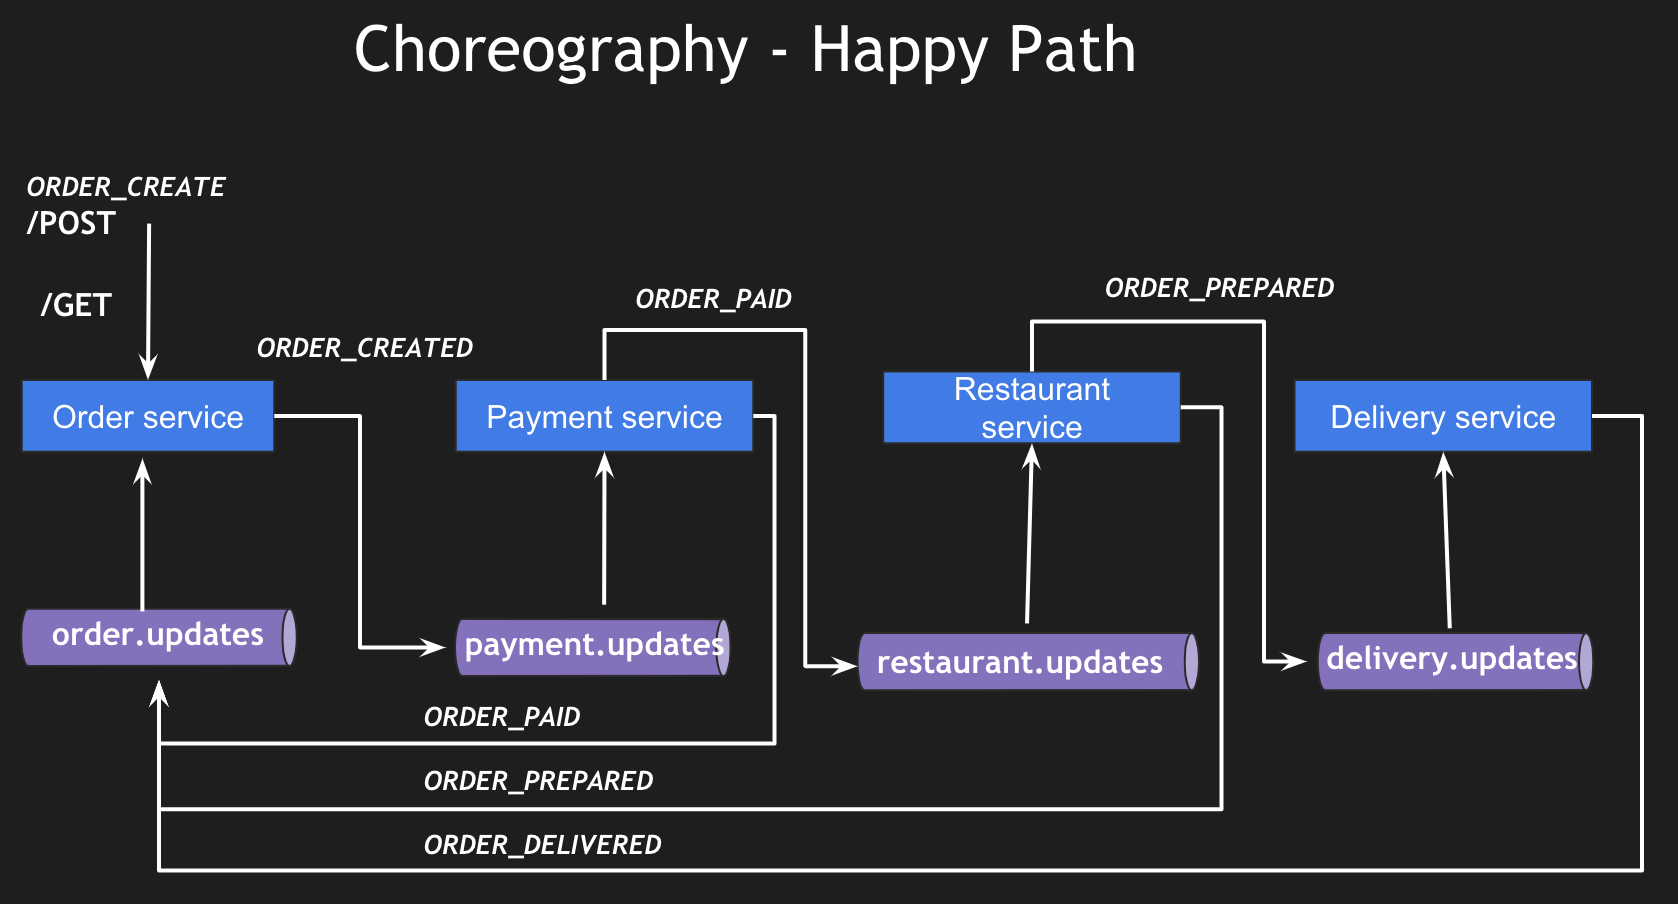 Choreography - Happy Path
ORDER_CREATE
/POST
/GET
ORDER_CREATED
ORDER_PAID
ORDER_PREPARED
Order service
Payment service
Restaurant
service
Delivery service
order.updates
payment.updates
restaurant.updates
delivery.updates
ORDER_PAID
ORDER_PREPARED
ORDER_DELIVERED